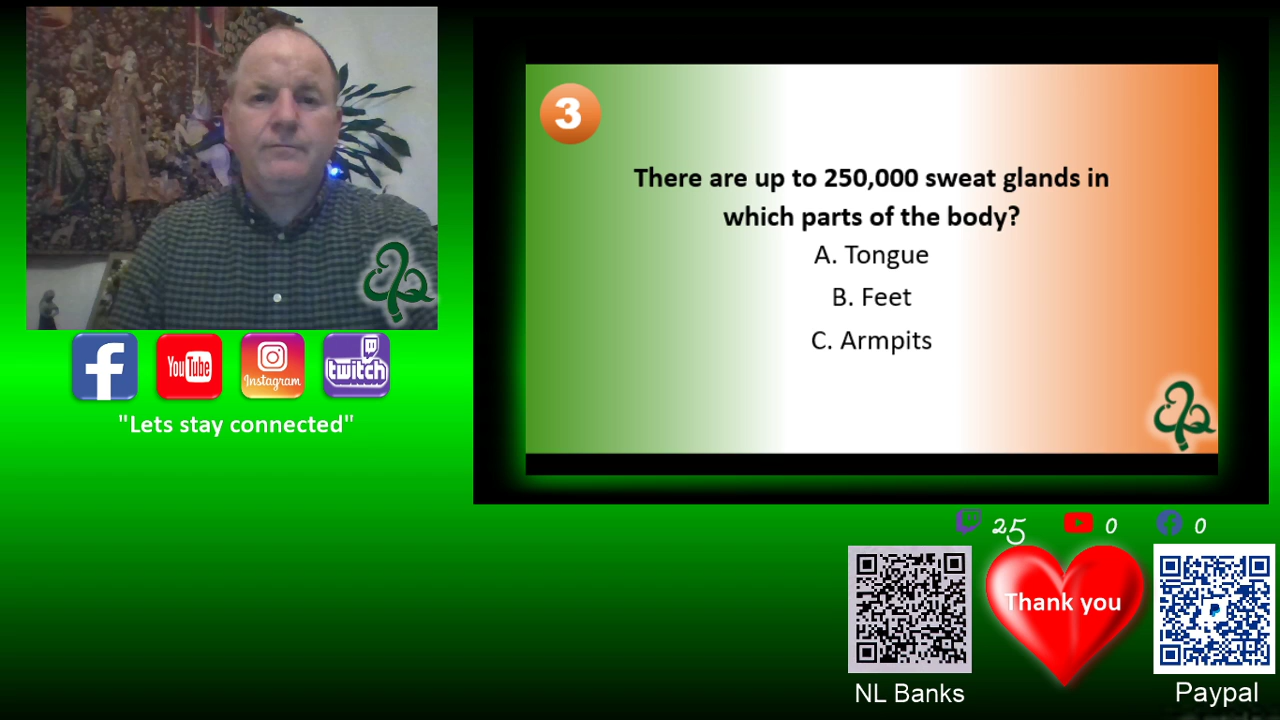 3
There are up to 250,000 sweat glands in
which parts of the body?
A. Tongue
B. Feet
C. Armpits
f
YouTube
Instagram
twitch
"Lets stay connected"
25 0 0
Thank you
NL Banks
Paypal